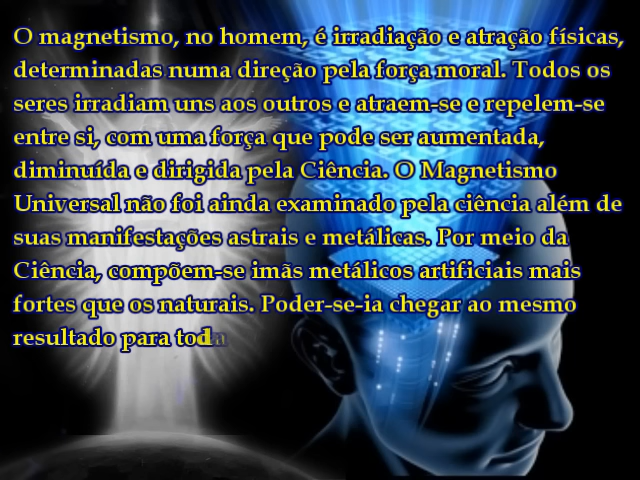 O magnetismo, no homem, é irradiação e atração físicas,
determinadas numa direção pela força moral. Todos os
seres irradiam uns aos outros e atraem-se e repelem-se
entre si, com uma força que pode ser aumentada,
diminuída e dirigida pela Ciência. O Magnetismo
Universal não foi ainda examinado pela ciência além de
suas manifestações astrais e metálicas. Por meio da
Ciência, compõem-se imãs metálicos artificiais mais
fortes que os naturais. Poder-se-ia chegar ao mesmo
resultado para toda